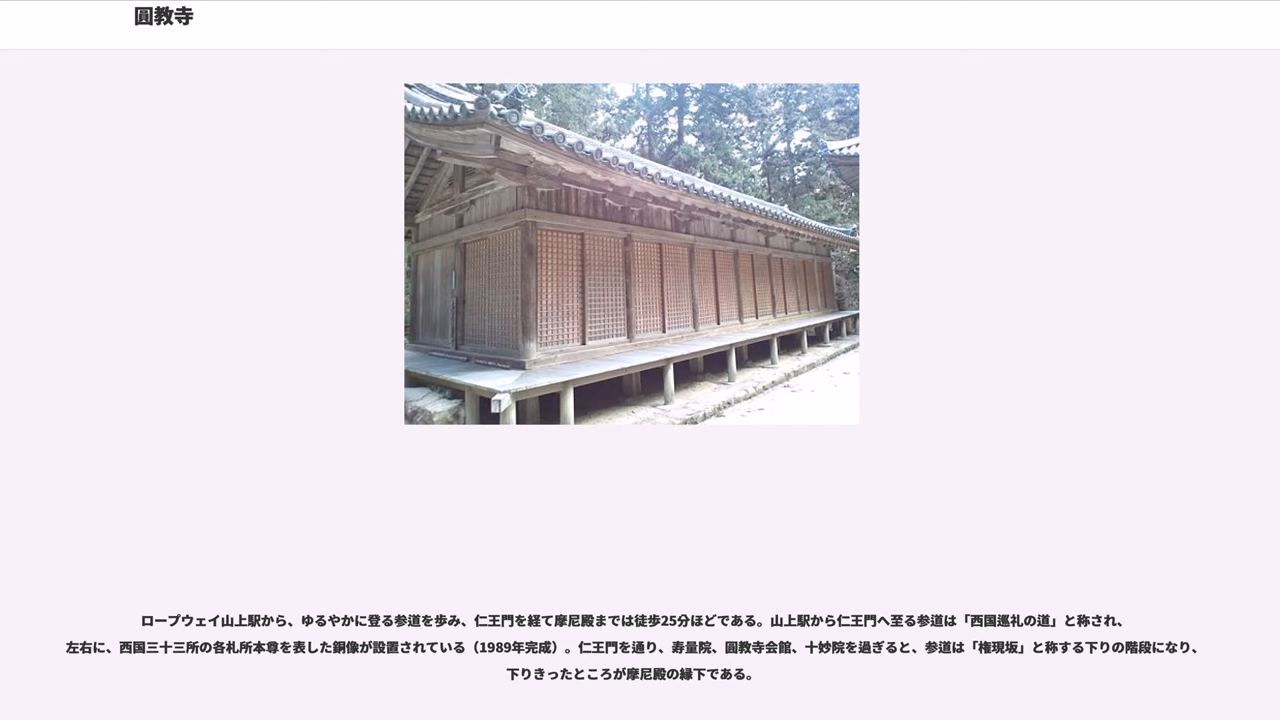 圓教寺
ロープウェイ山上駅から、ゆるやかに登る参道を歩み、仁王門を経て摩尼殿までは徒歩25分ほどである。山上駅から仁王門へ至る参道は「西国巡礼の道」と称され、
左右に、西国三十三所の各札所本尊を表した銅像が設置されている（1989年完成）。仁王門を通り、寿量院、圓教寺会館、十妙院を過ぎると、参道は「権現坂」と称する下りの階段になり、
下りきったところが摩尼殿の縁下である。